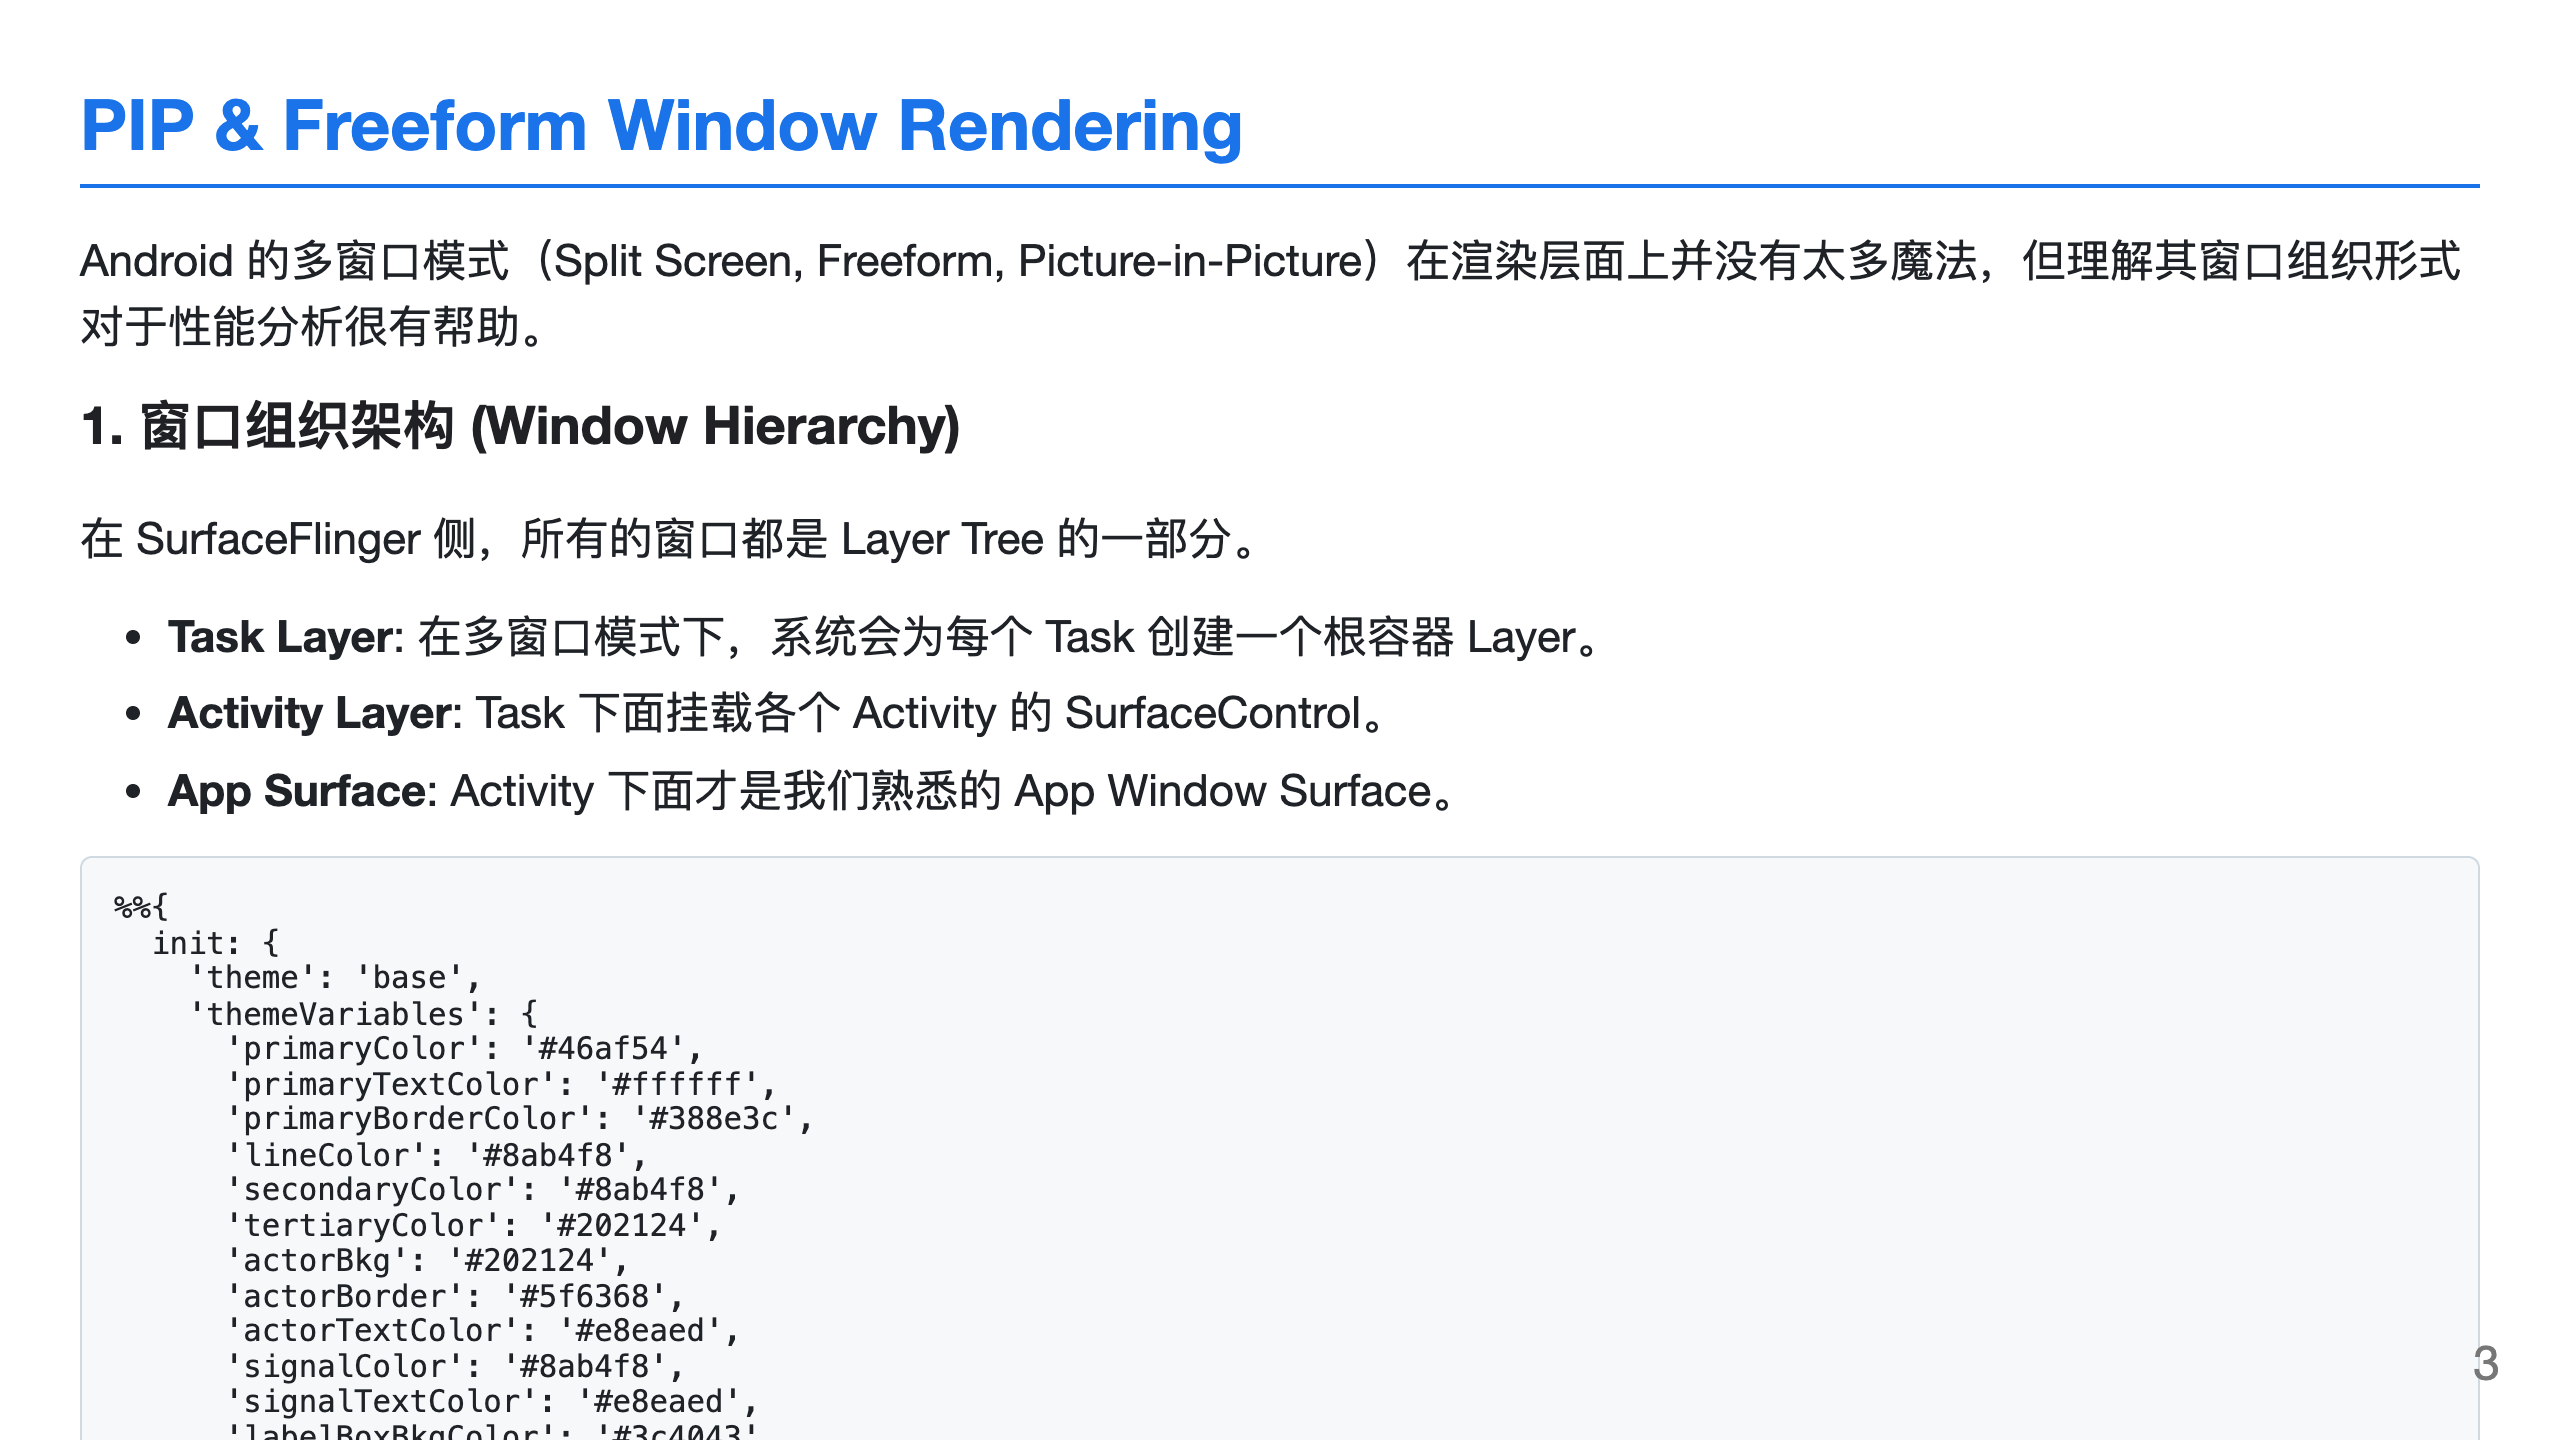 PIP & Freeform Window Rendering
Android 的多窗口模式（Split Screen, Freeform, Picture-in-Picture）在渲染层面上并没有太多魔法，但理解其窗口组织形式
对于性能分析很有帮助。
1. 窗口组织架构 (Window Hierarchy)
在 SurfaceFlinger 侧，所有的窗口都是 Layer Tree 的一部分。
• Task Layer: 在多窗口模式下，系统会为每个 Task 创建一个根容器 Layer。
• Activity Layer: Task 下面挂载各个 Activity 的 SurfaceControl。
• App Surface: Activity 下面才是我们熟悉的 App Window Surface。
%%{
  init: {
    'theme': 'base',
    'themeVariables': {
      'primaryColor': '#46af54',
      'primaryTextColor': '#ffffff',
      'primaryBorderColor': '#388e3c',
      'lineColor': '#8ab4f8',
      'secondaryColor': '#8ab4f8',
      'tertiaryColor': '#202124',
      'actorBkg': '#202124',
      'actorBorder': '#5f6368',
      'actorTextColor': '#e8eaed',
      'signalColor': '#8ab4f8',
      'signalTextColor': '#e8eaed',
      'labelBoxBkgColor': '#3c4043'
3